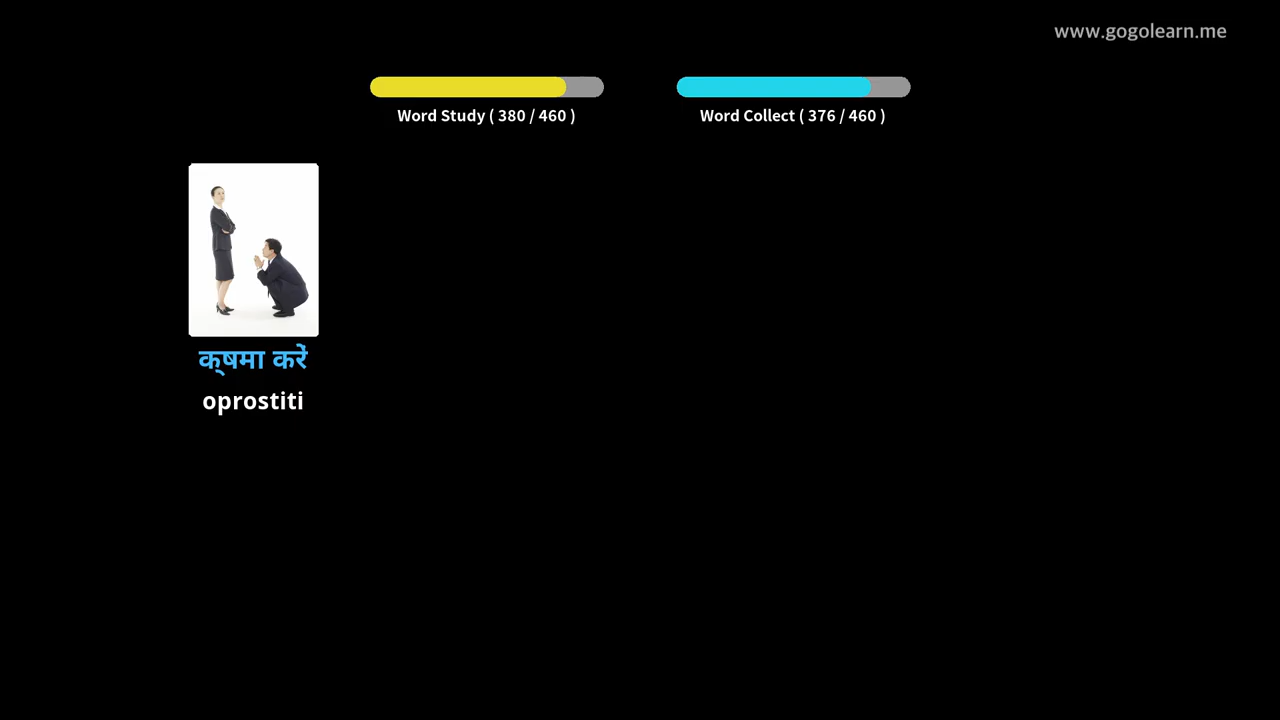 www.gogolearn.me
Word Study ( 380 / 460 )
Word Collect ( 376 / 460 )
क्षमा करें
oprostiti